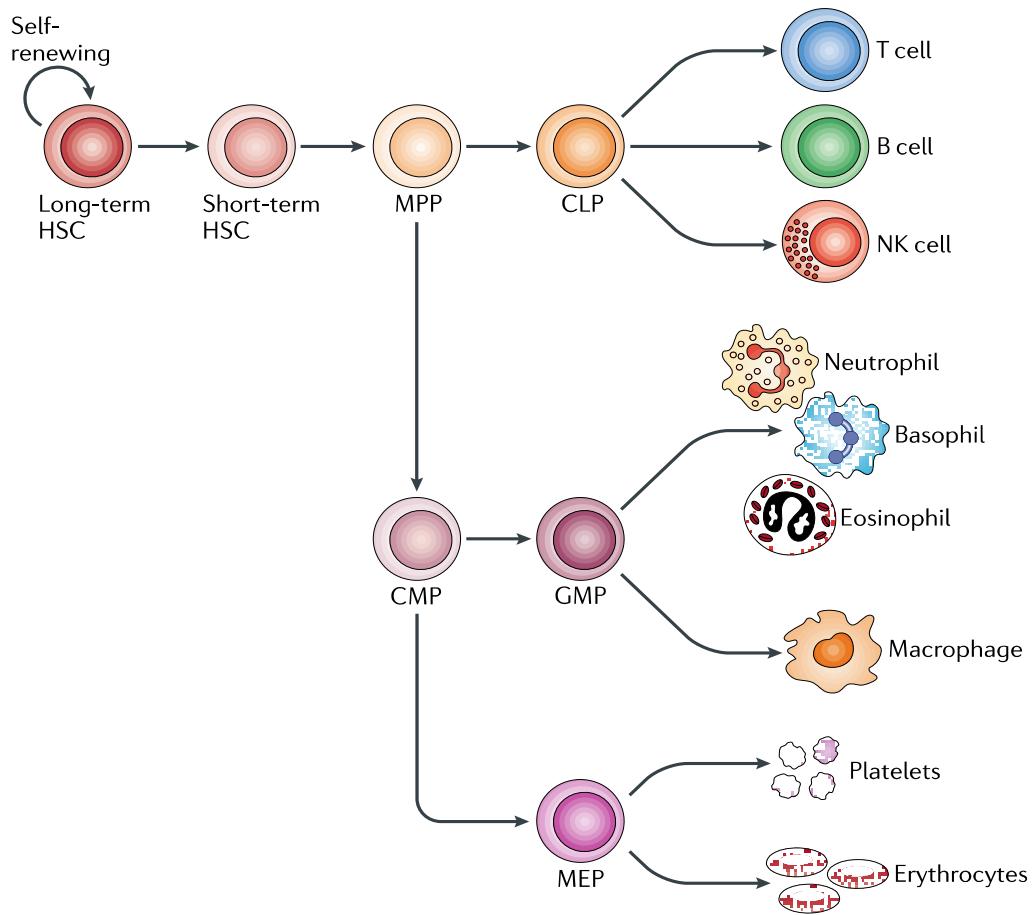 Self-
renewing
Long-term
HSC
Short-term
HSC
MPP
CLP
T cell
B cell
NK cell
Neutrophil
Basophil
Eosinophil
CMP
GMP
Macrophage
Platelets
MEP
Erythrocytes